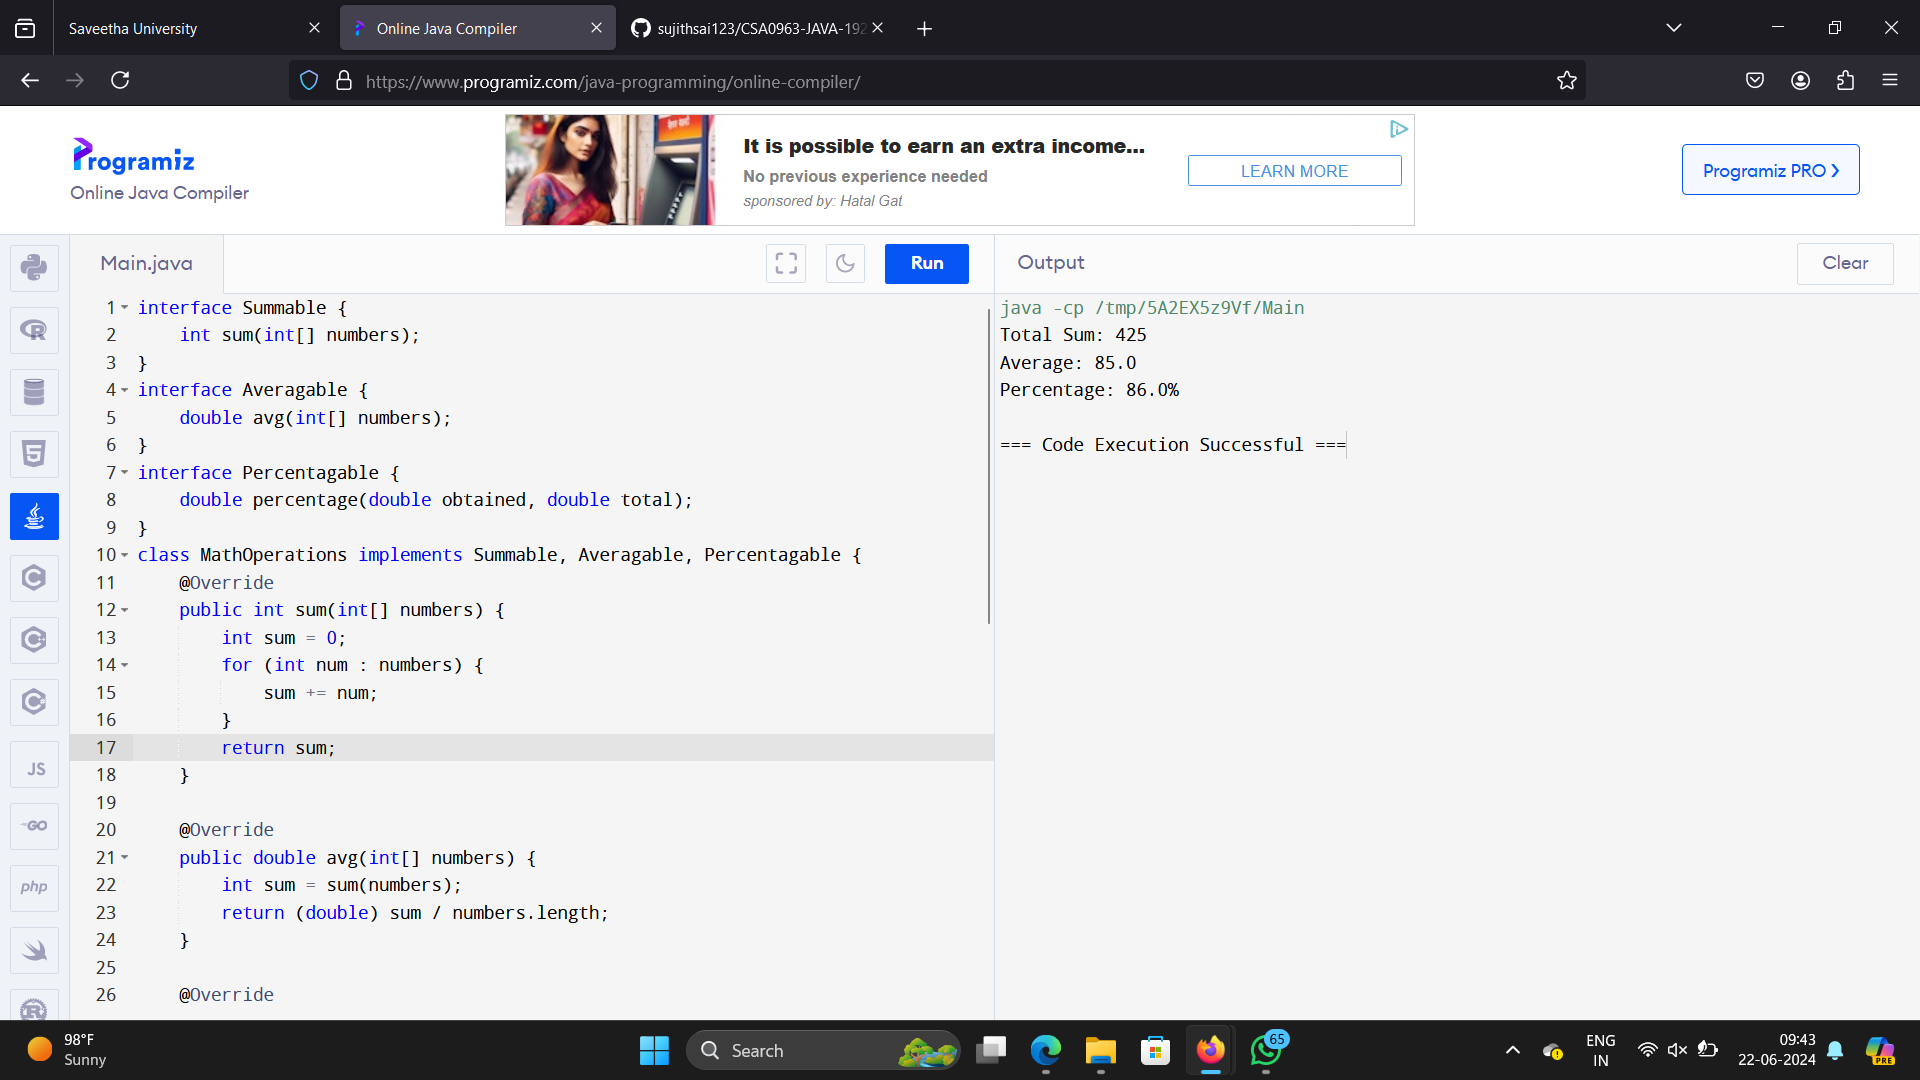 Saveetha University
Online Java Compiler
sujithsai123/CSA0963-JAVA-192
https://www.programiz.com/java-programming/online-compiler/
Programiz
Online Java Compiler
It is possible to earn an extra income...
No previous experience needed
sponsored by: Hatal Gat
LEARN MORE
Programiz PRO ❯
Main.java
Run
Output
Clear
1 interface Summable {
2     int sum(int[] numbers);
3 }
4 interface Averagable {
5     double avg(int[] numbers);
6 }
7 interface Percentagable {
8     double percentage(double obtained, double total);
9 }
10 class MathOperations implements Summable, Averagable, Percentagable {
11     @Override
12     public int sum(int[] numbers) {
13         int sum = 0;
14         for (int num : numbers) {
15             sum += num;
16         }
17         return sum;
18     }
19
20     @Override
21     public double avg(int[] numbers) {
22         int sum = sum(numbers);
23         return (double) sum / numbers.length;
24     }
25
26     @Override
java -cp /tmp/5A2EX5z9Vf/Main
Total Sum: 425
Average: 85.0
Percentage: 86.0%
=== Code Execution Successful ===
JS
GO
php
98°F
Sunny
Search
65
ENG
IN
09:43
22-06-2024
PRE